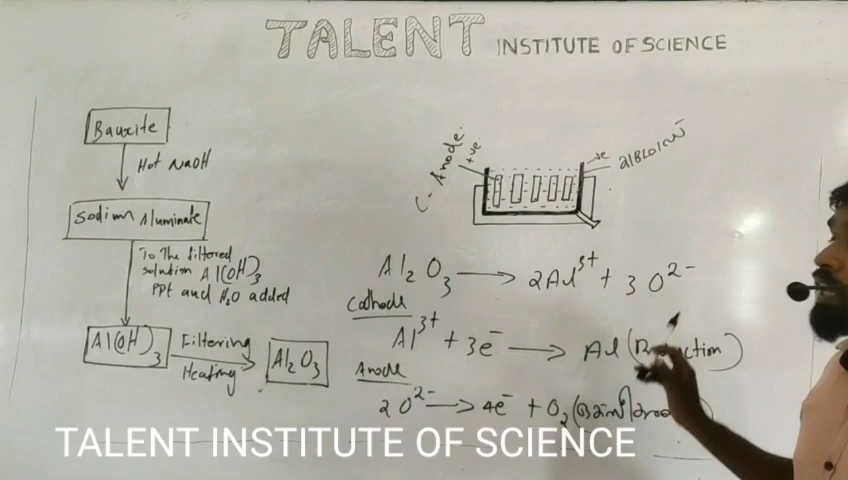 TALENT INSTITUTE OF SCIENCE
Bauxite
Hot NaOH
Sodium Aluminate
To The filtered
solution Al(OH)3
PPt and H2O added
Al(OH)3
Filtering
Heating
Al2O3
C- Anode.
+ve
-ve
Al2O3 → 2Al3+ + 3O2-
Cathode
Al3+ + 3e- → Al
Anode
2O2- → 4e- + O2
TALENT INSTITUTE OF SCIENCE